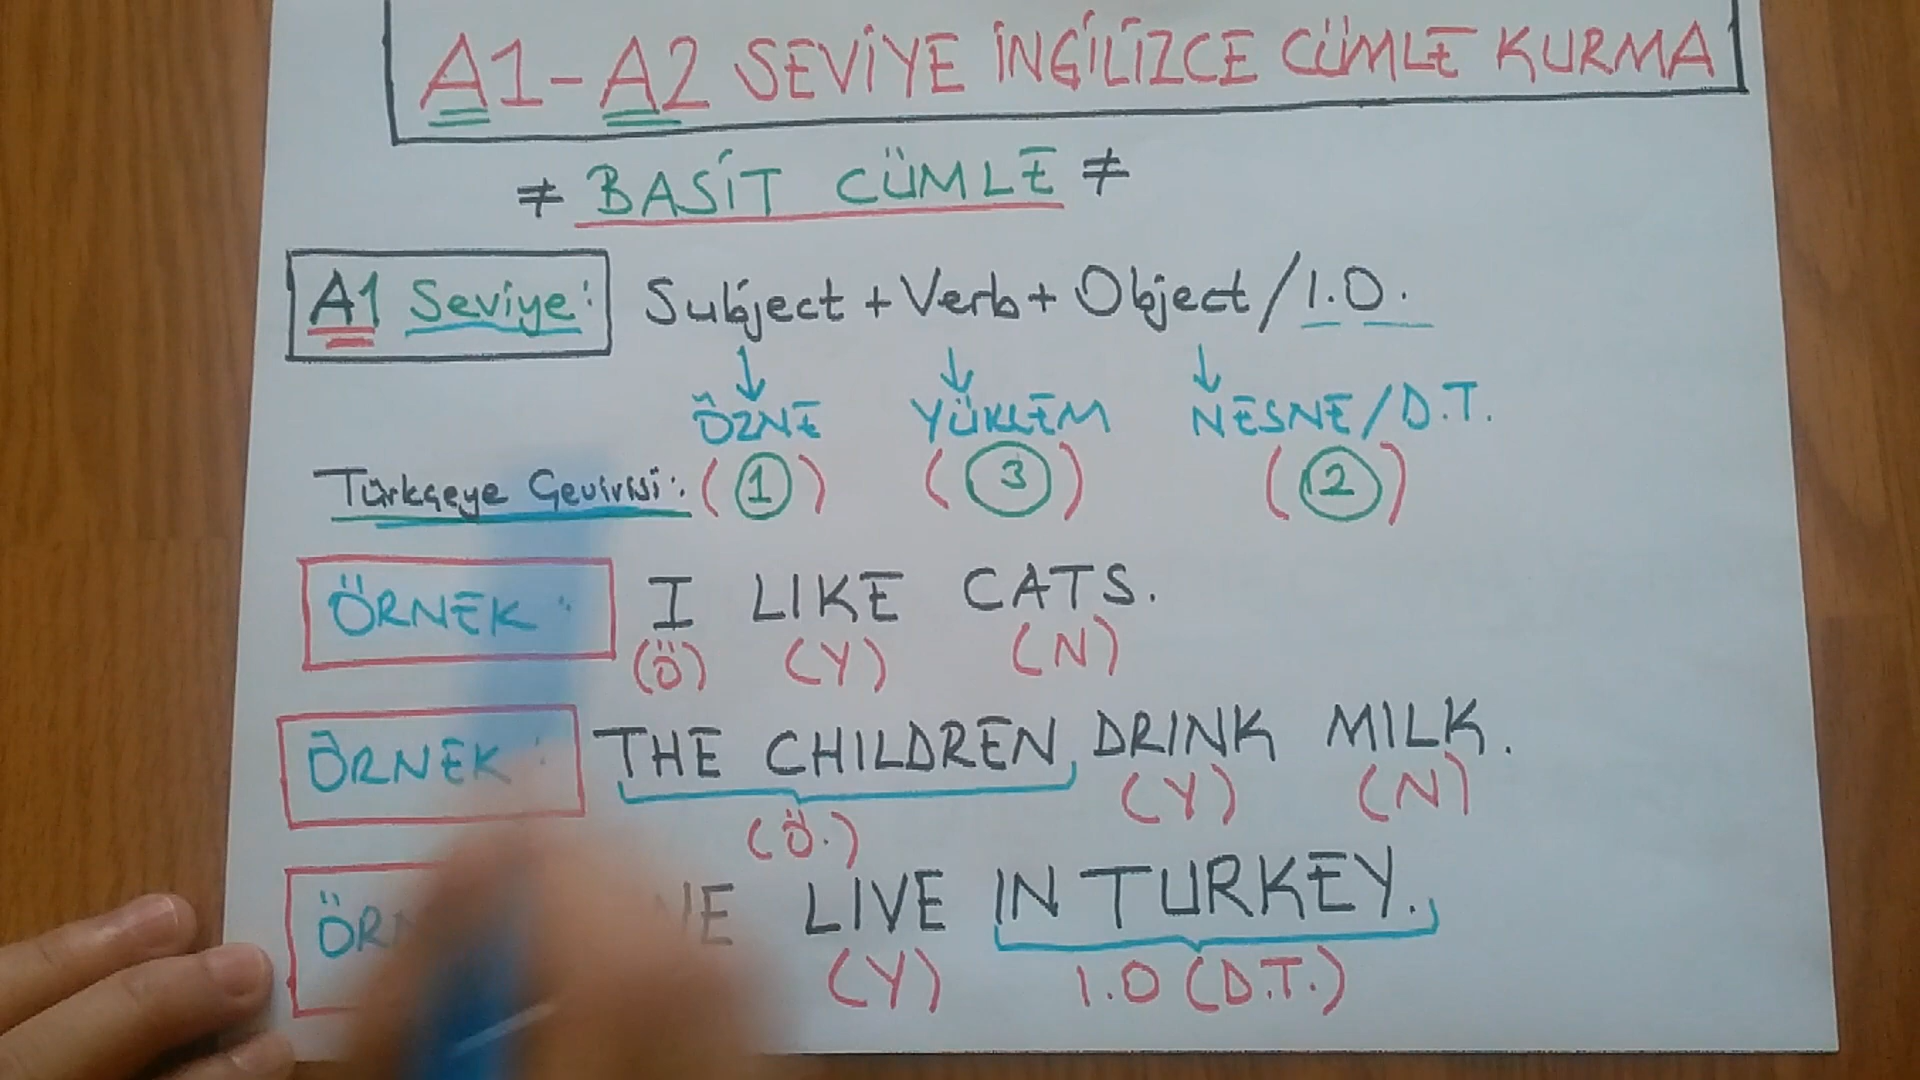 A1-A2 SEVİYE İNGİLİZCE CÜMLE KURMA
≠ BASİT CÜMLE ≠
A1 Seviye: Subject + Verb + Object / I.O.
ÖZNE YÜKLEM NESNE/D.T.
Türkçeye Çevirisi: (1) (3) (2)
ÖRNEK: I LIKE CATS.
(Ö) (Y) (N)
ÖRNEK: THE CHILDREN DRINK MILK.
(Y) (N)
(Ö.)
LIVE IN TURKEY.
(Y) I.O (D.T.)